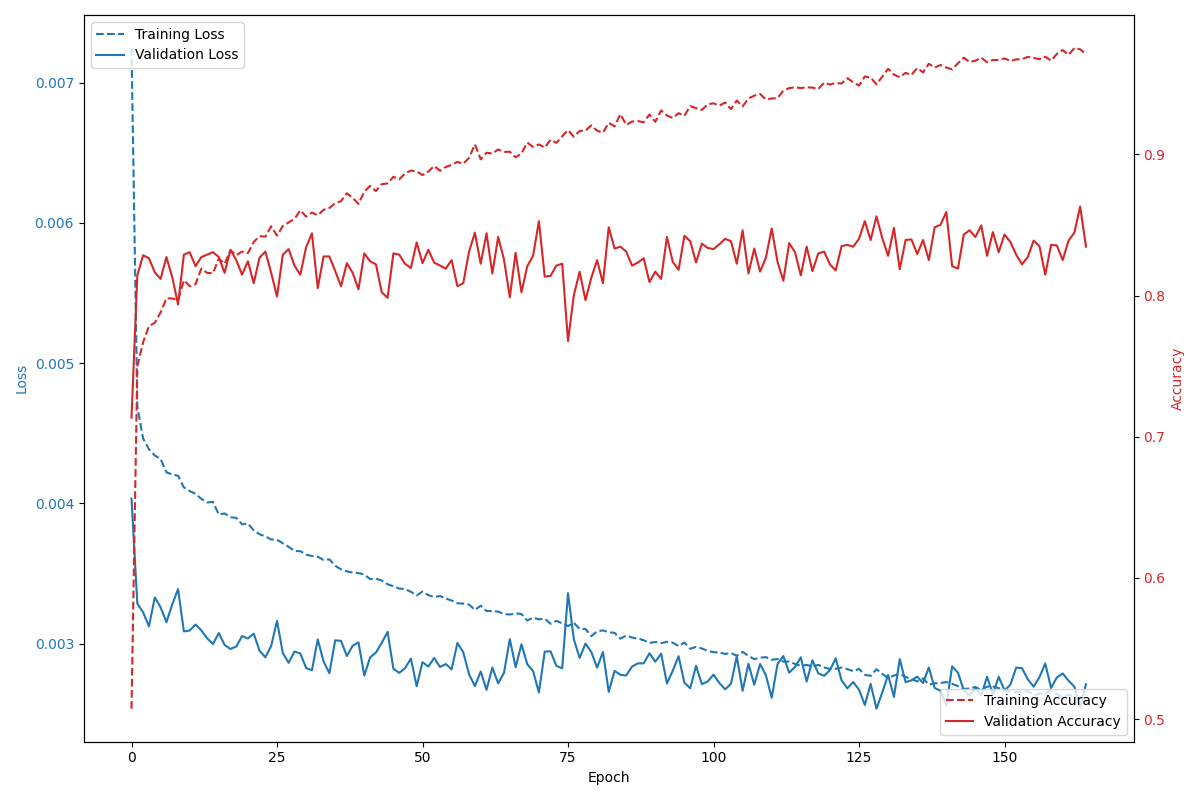 Training Loss
Validation Loss
0.007
0.006
0.005
0.004
0.003
Loss
0.9
0.8
0.7
0.6
0.5
Accuracy
Training Accuracy
Validation Accuracy
0
25
50
75
100
125
150
Epoch